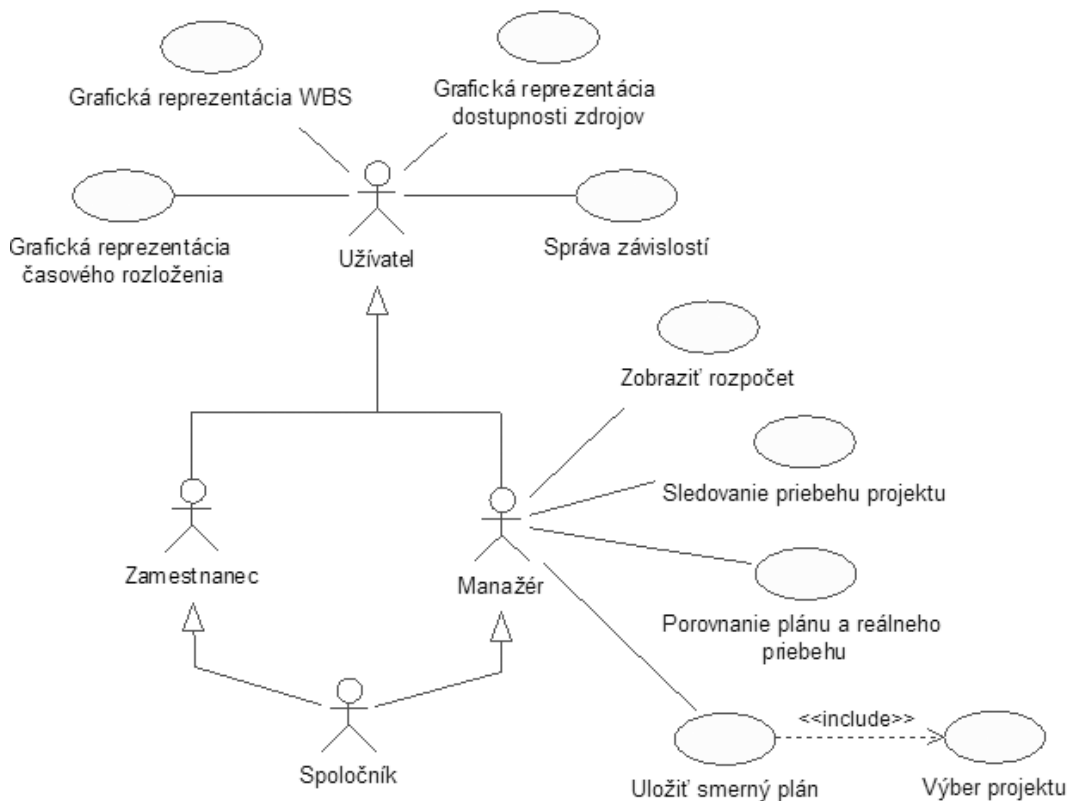 Grafická reprezentácia WBS
Grafická reprezentácia
dostupnosti zdrojov
Grafická reprezentácia
časového rozloženia
Užívatel
Správa závislostí
Zobraziť rozpočet
Sledovanie priebehu projektu
Zamestnanec
Manažér
Porovnanie plánu a reálneho
priebehu
<<include>>
Spoločník
Uložiť smerný plán
Výber projektu